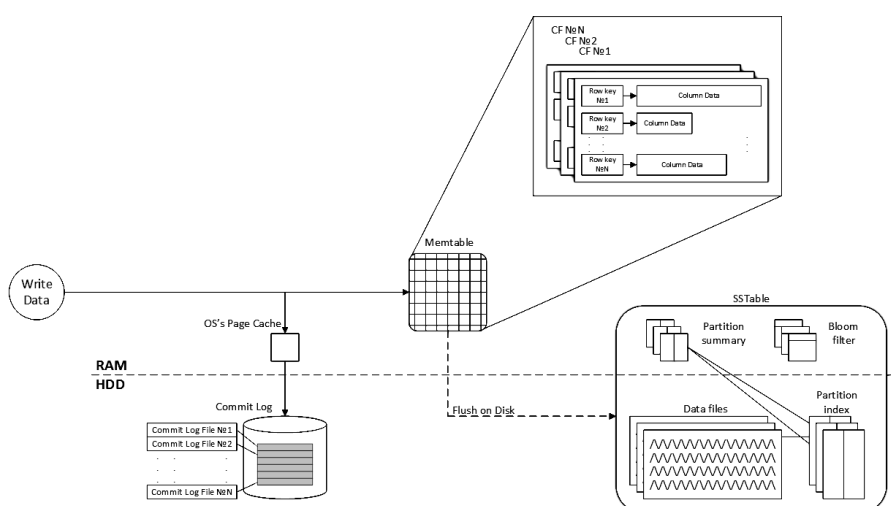 CF №N
CF №2
CF №1
Row key
№1
Column Data
Row key
№2
Column Data
Row key
№N
Column Data
Memtable
Write
Data
OS's Page Cache
SSTable
Partition
summary
Bloom
filter
RAM
HDD
Commit Log
Flush on Disk
Data files
Partition
index
Commit Log File №1
Commit Log File №2
Commit Log File №N